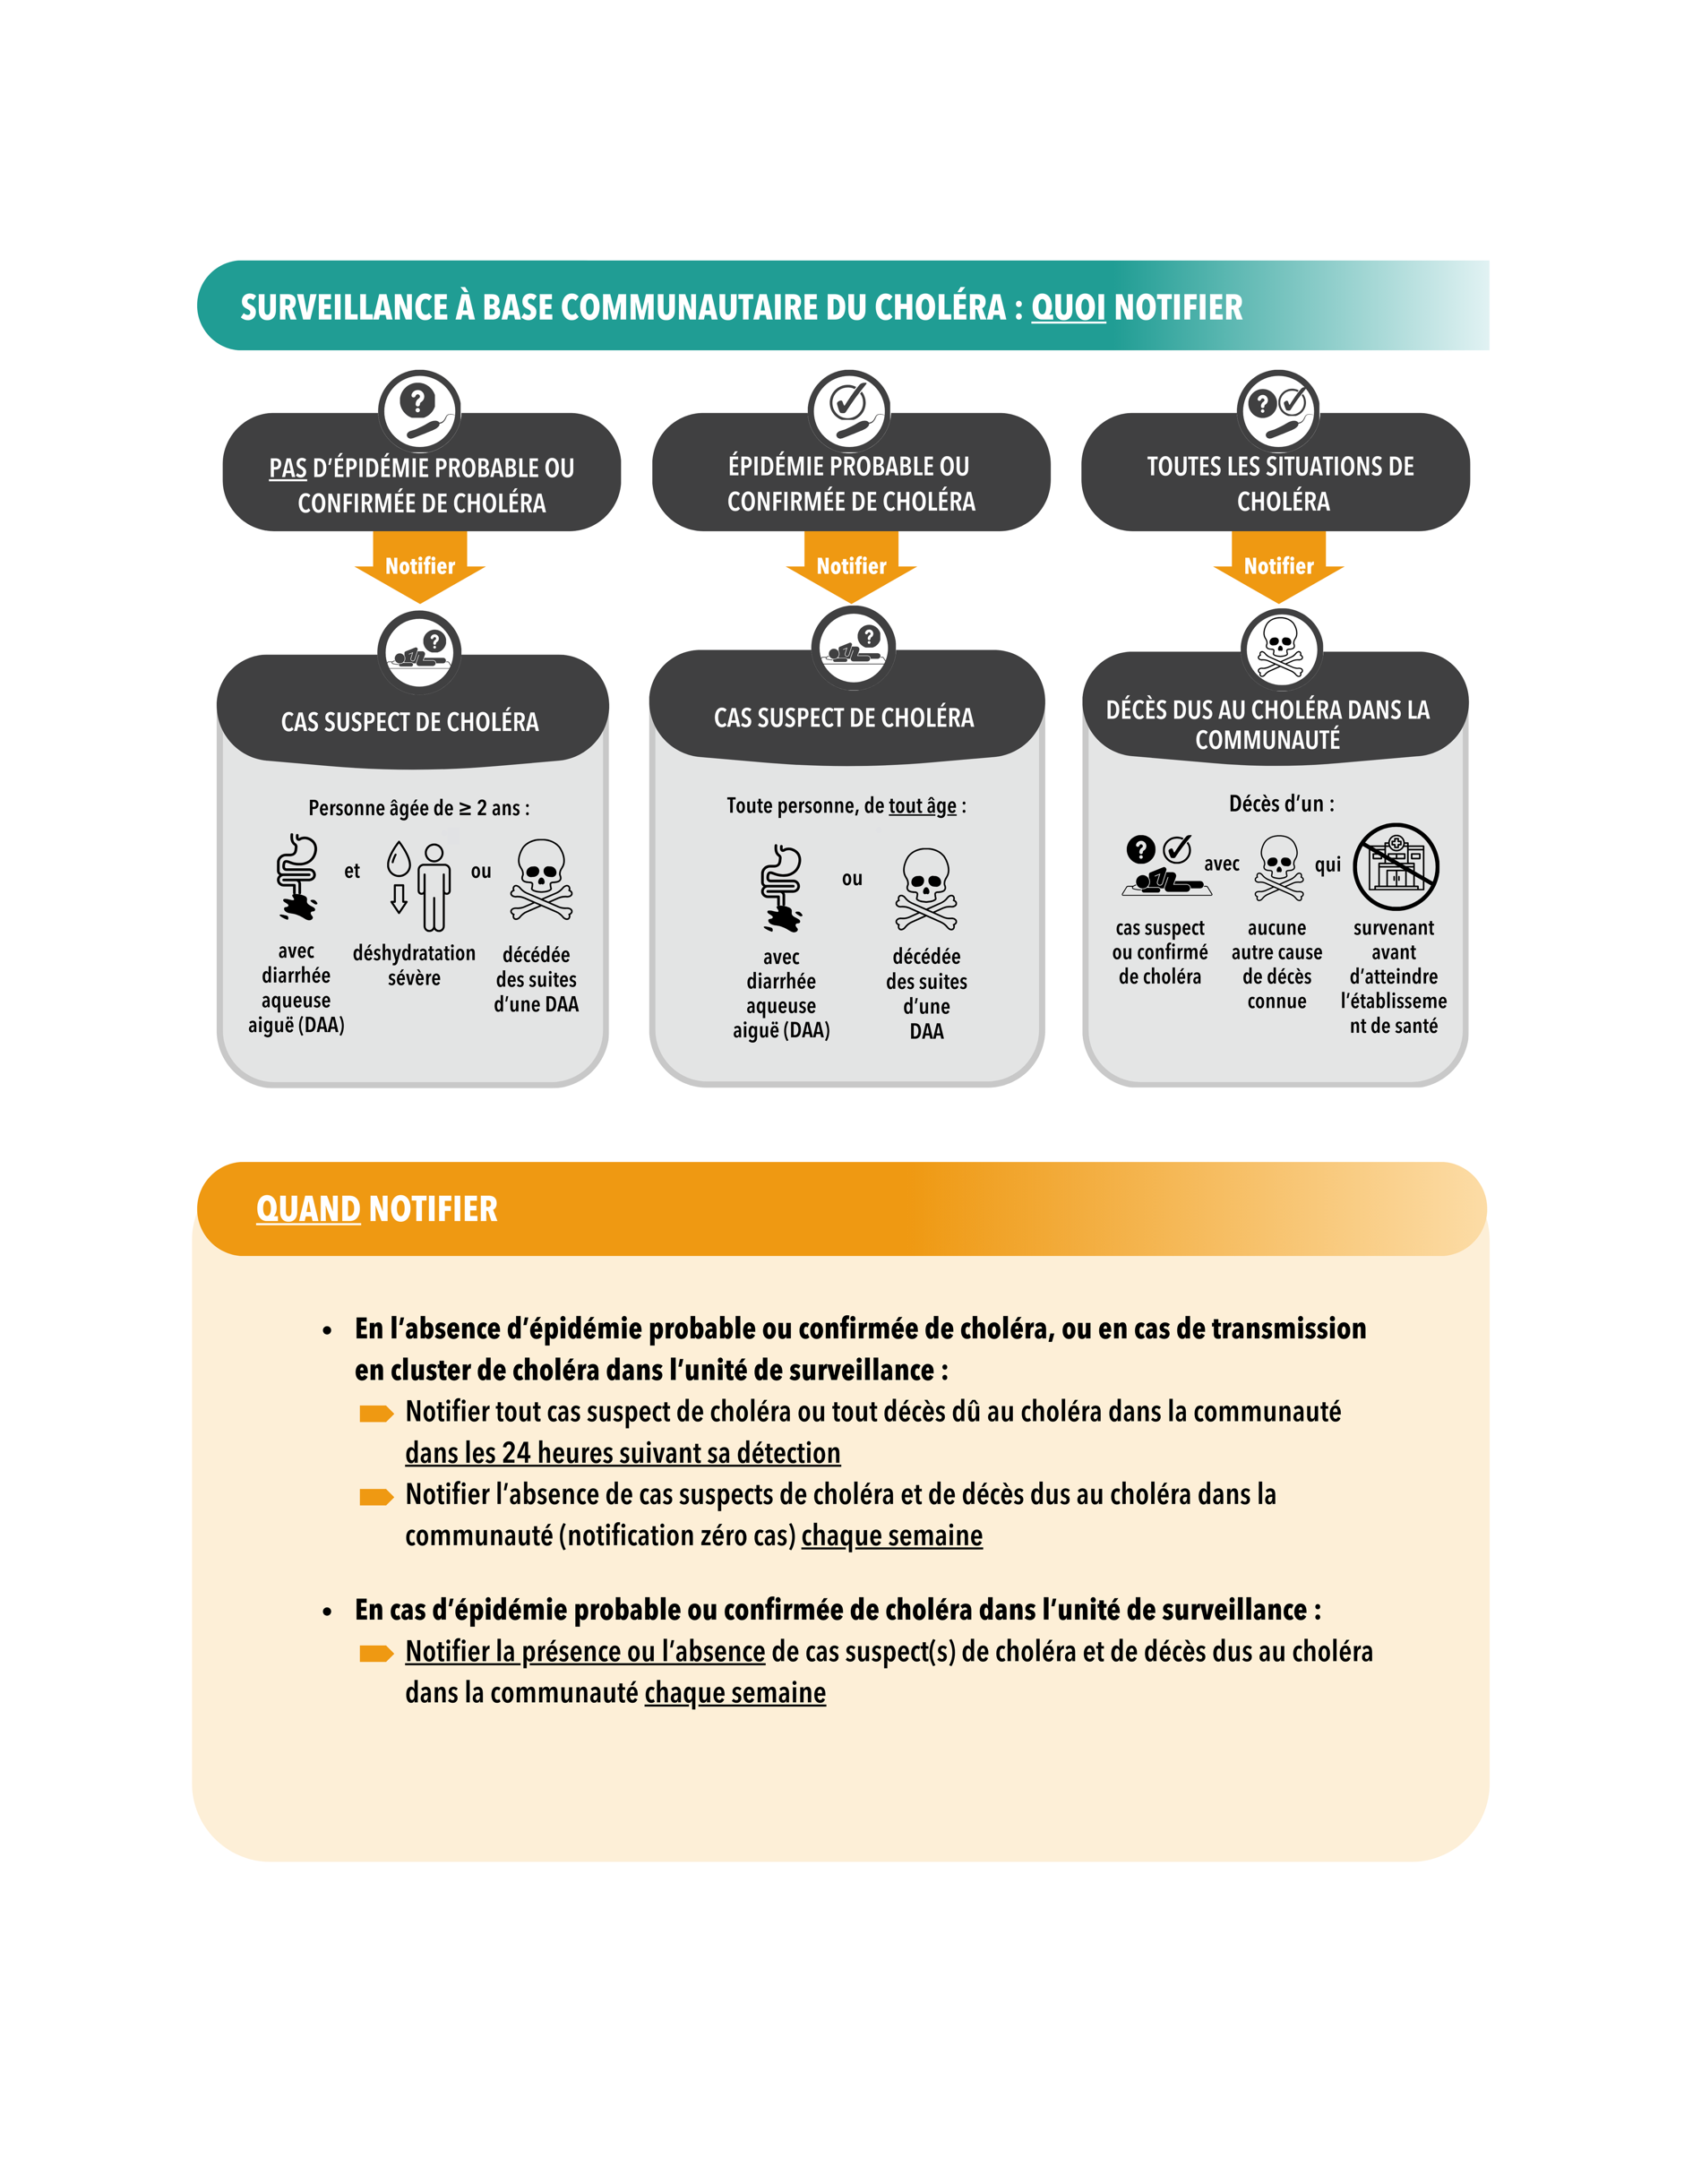 SURVEILLANCE À BASE COMMUNAUTAIRE DU CHOLÉRA : QUOI NOTIFIER
PAS D'ÉPIDÉMIE PROBABLE OU
CONFIRMÉE DE CHOLÉRA
Notifier
CAS SUSPECT DE CHOLÉRA
Personne âgée de ≥ 2 ans :
et
ou
avec
diarrhée
aqueuse
aiguë (DAA)
déshydratation
sévère
décédée
des suites
d'une DAA
ÉPIDÉMIE PROBABLE OU
CONFIRMÉE DE CHOLÉRA
Notifier
CAS SUSPECT DE CHOLÉRA
Toute personne, de tout âge :
ou
avec
diarrhée
aqueuse
aiguë (DAA)
décédée
des suites
d'une
DAA
TOUTES LES SITUATIONS DE
CHOLÉRA
Notifier
DÉCÈS DUS AU CHOLÉRA DANS LA
COMMUNAUTÉ
Décès d'un :
avec
qui
cas suspect
ou confirmé
de choléra
aucune
autre cause
de décès
connue
survenant
avant
d'atteindre
l'établisseme
nt de santé
QUAND NOTIFIER
• En l'absence d'épidémie probable ou confirmée de choléra, ou en cas de transmission
en cluster de choléra dans l'unité de surveillance :
Notifier tout cas suspect de choléra ou tout décès dû au choléra dans la communauté
dans les 24 heures suivant sa détection
Notifier l'absence de cas suspects de choléra et de décès dus au choléra dans la
communauté (notification zéro cas) chaque semaine
• En cas d'épidémie probable ou confirmée de choléra dans l'unité de surveillance :
Notifier la présence ou l'absence de cas suspect(s) de choléra et de décès dus au choléra
dans la communauté chaque semaine